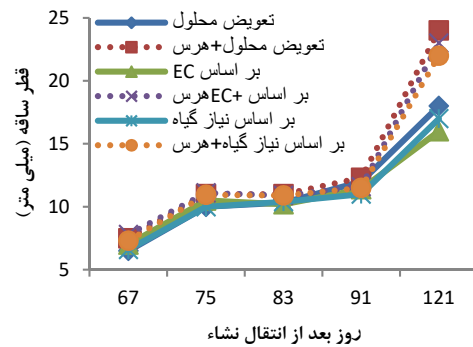 25
20
15
10
5
قطر ساقه (میلی متر)
تعویض محلول
تعویض محلول+هرس
بر اساس EC
بر اساس +ECهرس
بر اساس نیاز گیاه
بر اساس نیاز گیاه+هرس
67 75 83 91 121
روز بعد از انتقال نشاء